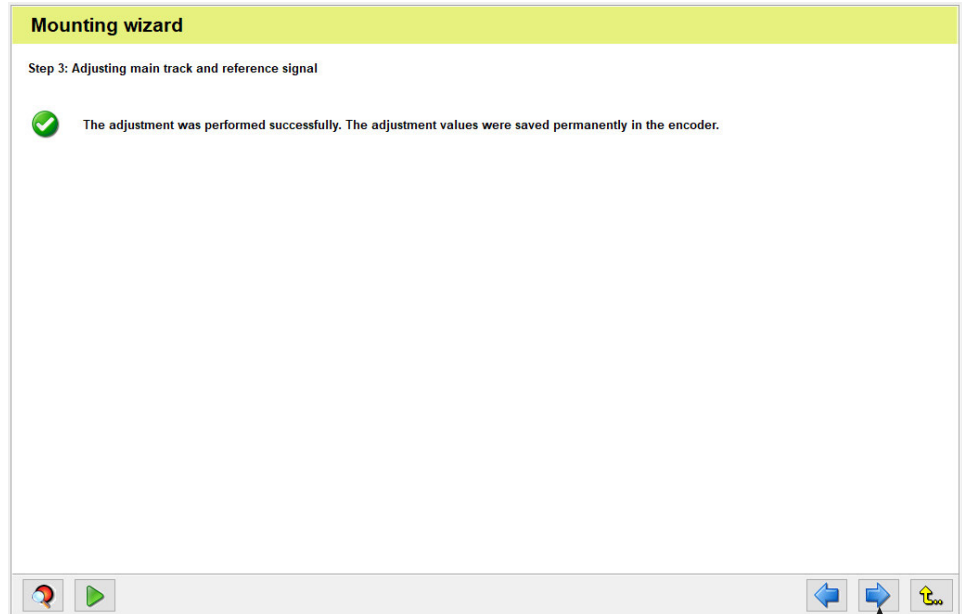 Mounting wizard
Step 3: Adjusting main track and reference signal
The adjustment was performed successfully. The adjustment values were saved permanently in the encoder.